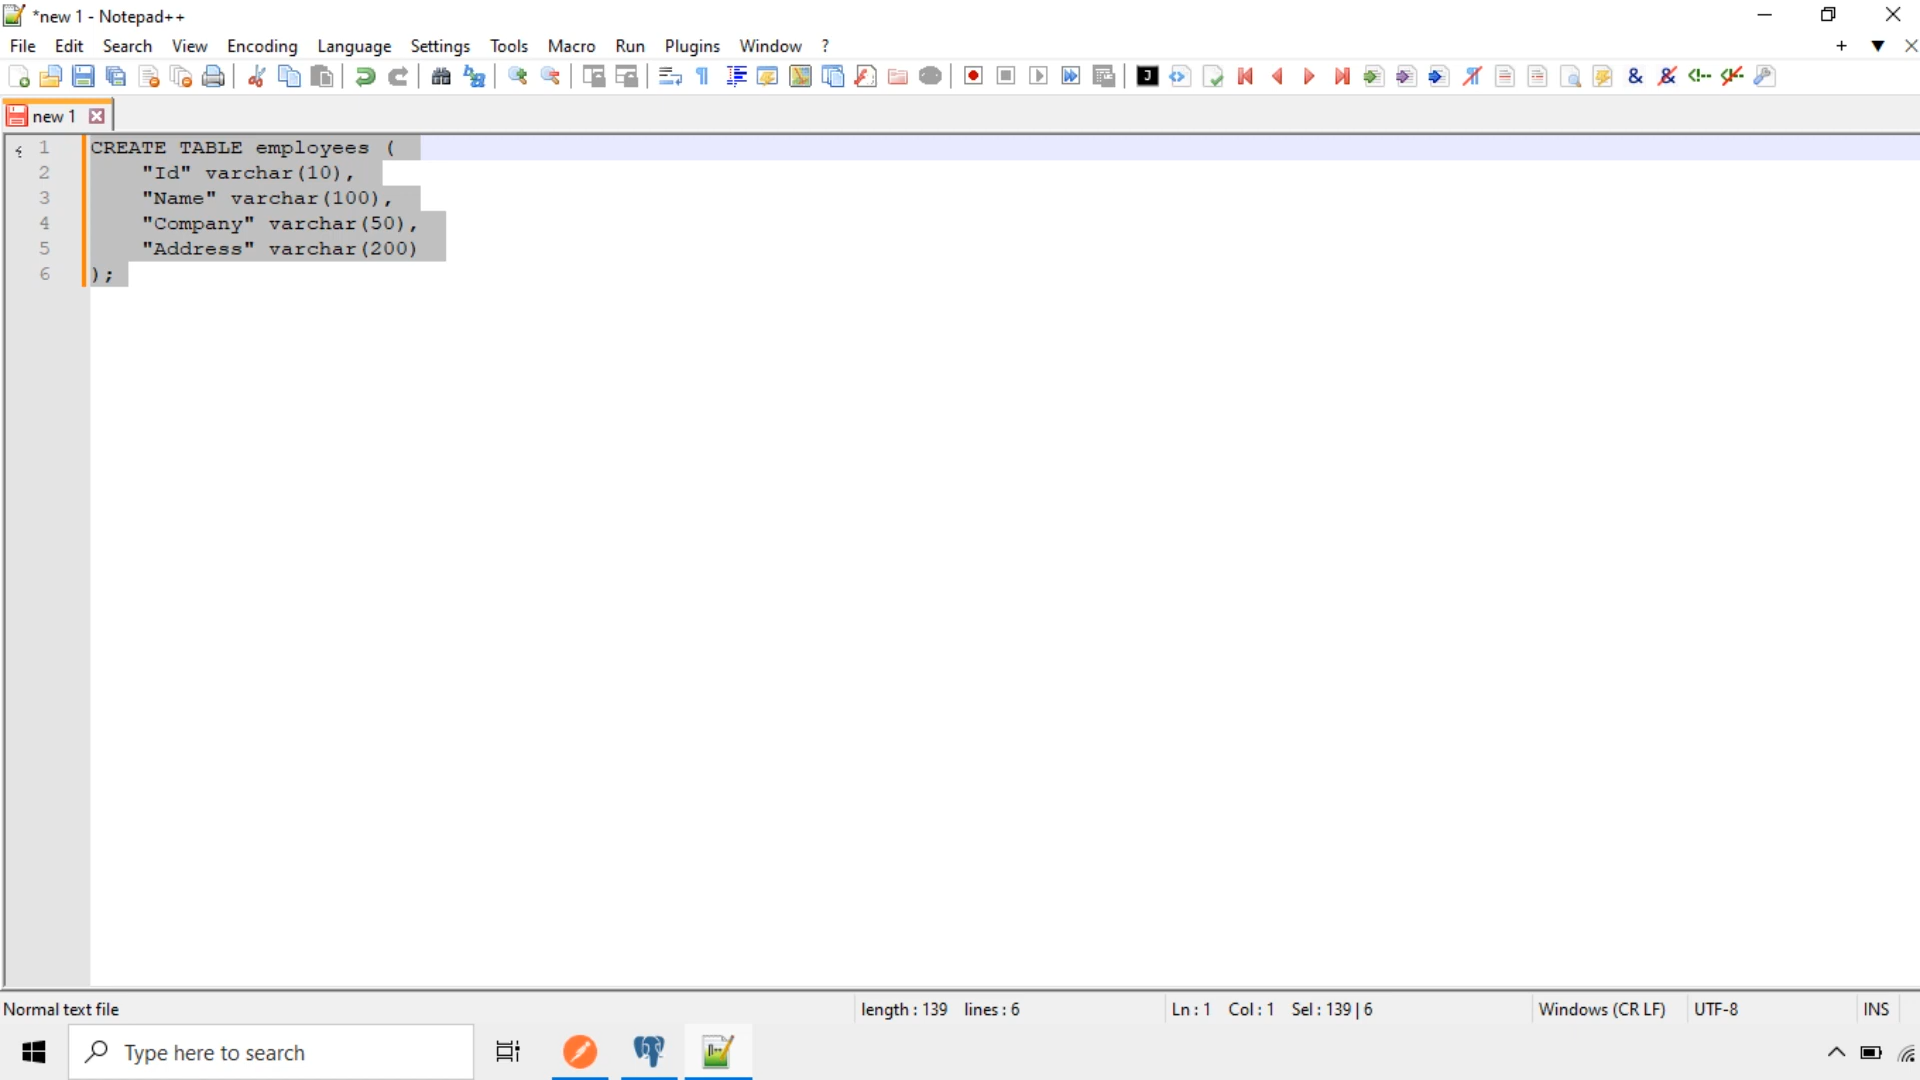 *new 1 - Notepad++
File Edit Search View Encoding Language Settings Tools Macro Run Plugins Window ?
new 1
1 CREATE TABLE employees (
2 "Id" varchar(10),
3 "Name" varchar(100),
4 "Company" varchar(50),
5 "Address" varchar(200)
6 );
Normal text file length : 139 lines : 6 Ln : 1 Col : 1 Sel : 139 | 6 Windows (CR LF) UTF-8 INS
Type here to search